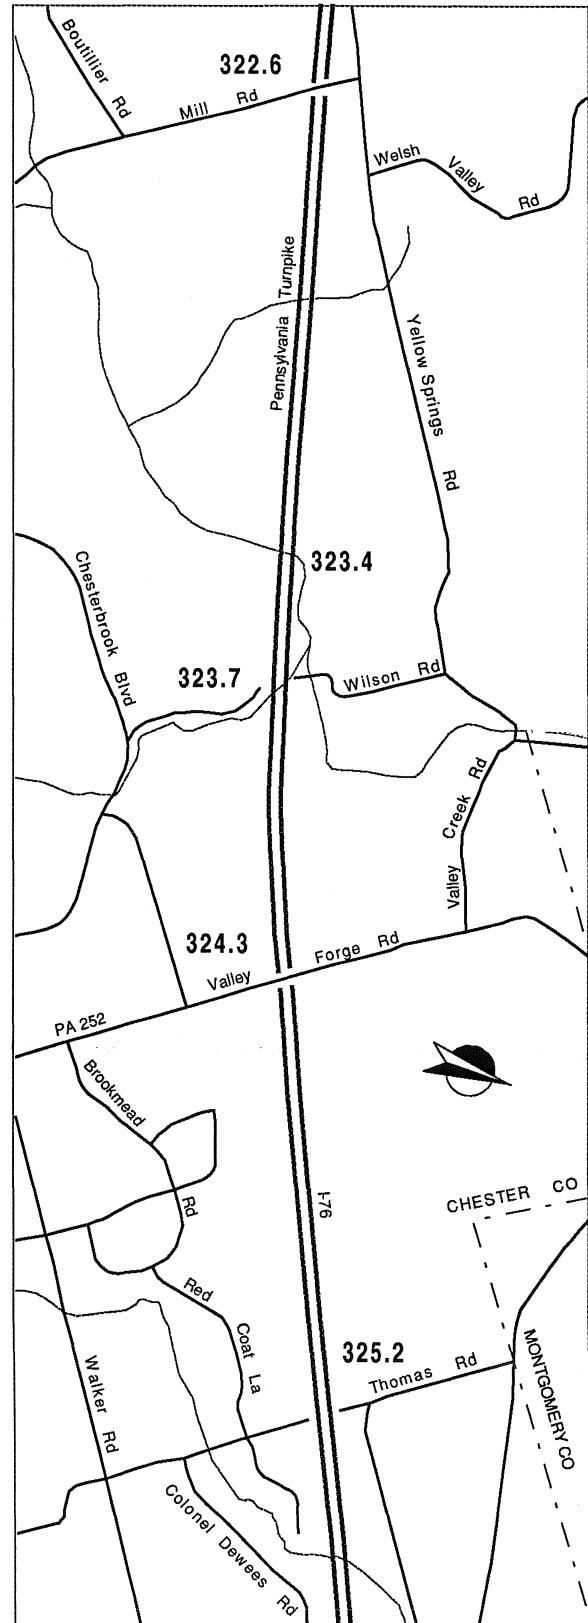 Boutillier Rd
322.6
Mill Rd
Welsh Valley Rd
Pennsylvania Turnpike
Yellow Springs Rd
323.4
Chesterbrook Blvd
323.7
Wilson Rd
Valley Creek Rd
324.3
Valley Forge Rd
PA 252
Brookmead Rd
I-76
CHESTER CO
Red Coat La
325.2
Thomas Rd
MONTGOMERY CO
Walker Rd
Colonel Dewees Rd